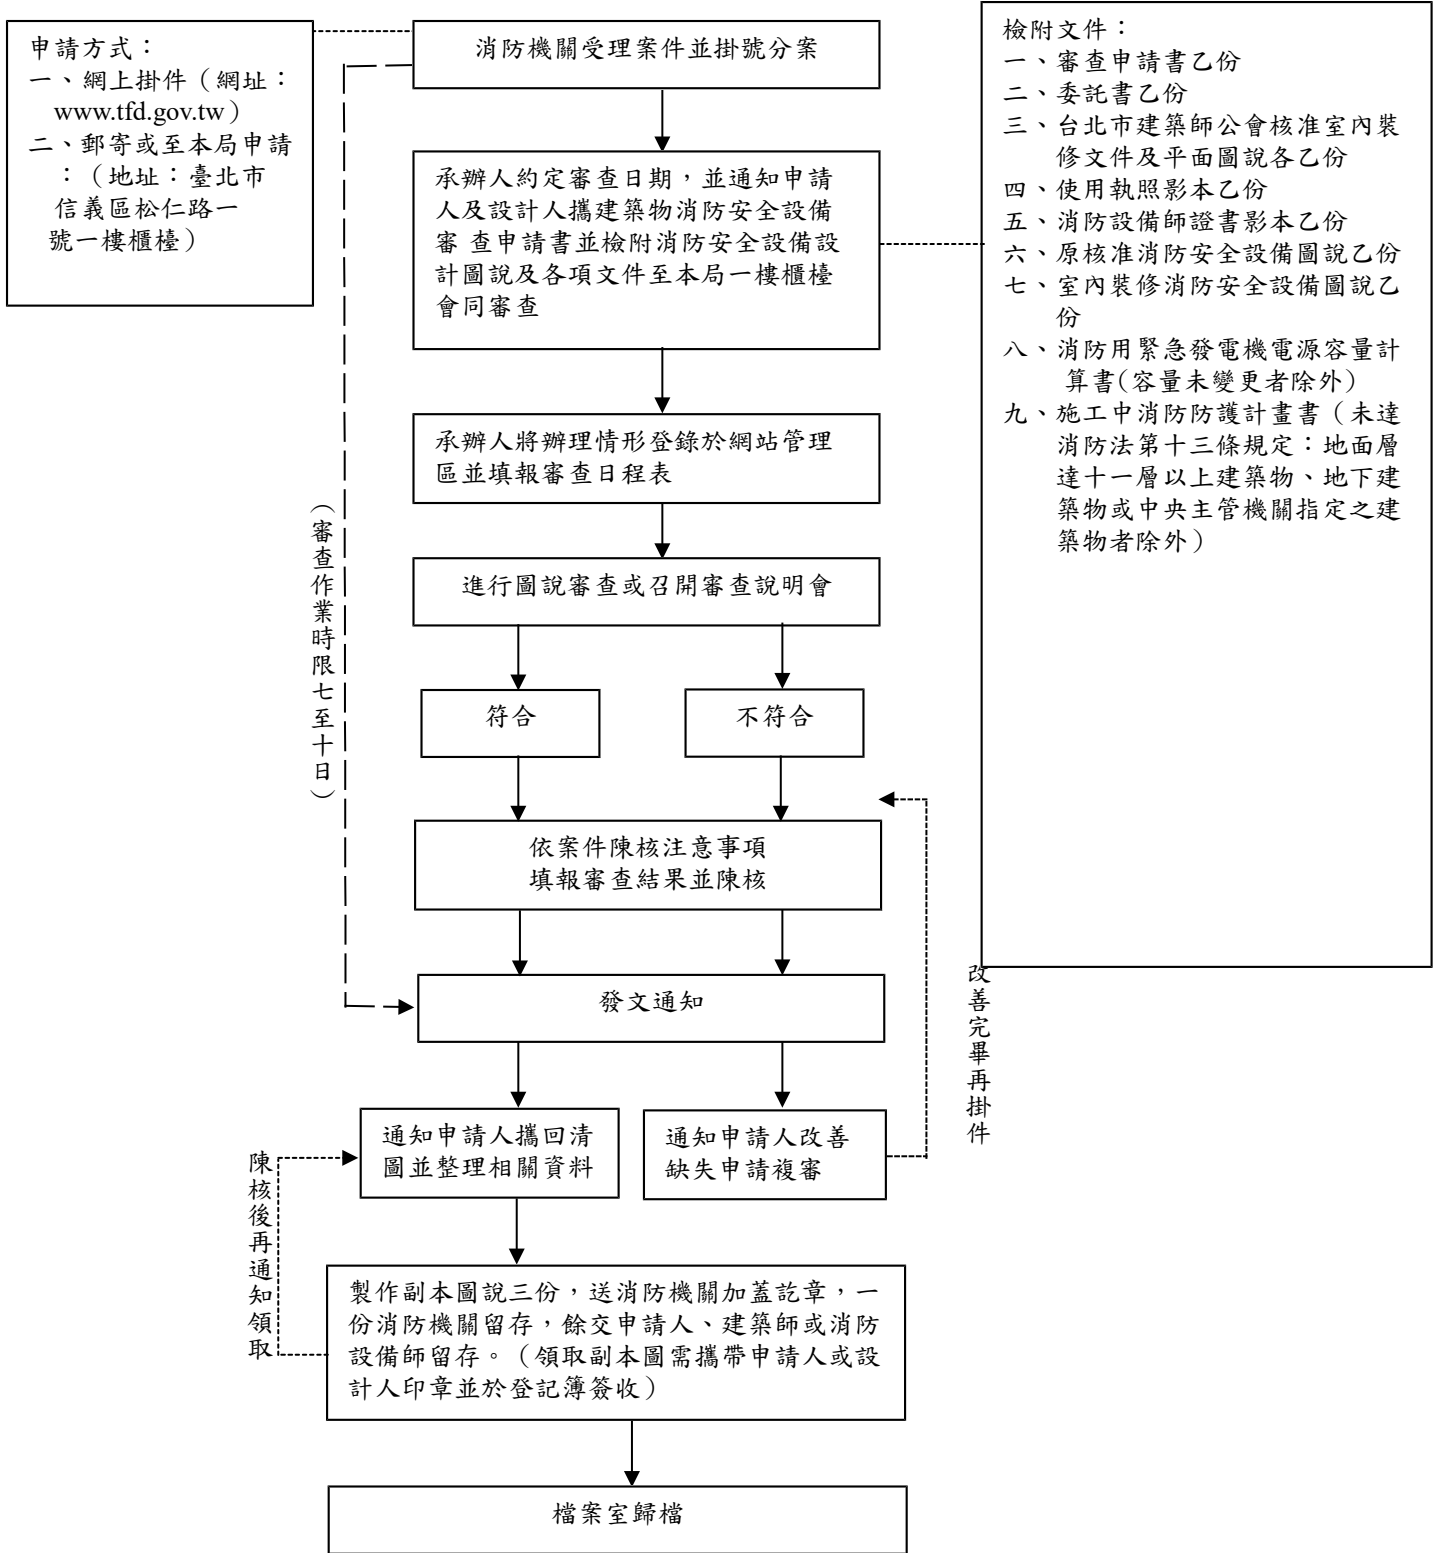 申請方式：
一、網上掛件（網址：
www.tfd.gov.tw）
二、郵寄或至本局申請
：（地址：臺北市
信義區松仁路一
號一樓櫃檯）
消防機關受理案件並掛號分案
檢附文件：
一、審查申請書乙份
二、委託書乙份
三、台北市建築師公會核准室內裝
修文件及平面圖說各乙份
四、使用執照影本乙份
五、消防設備師證書影本乙份
六、原核准消防安全設備圖說乙份
七、室內裝修消防安全設備圖說乙
份
八、消防用緊急發電機電源容量計
算書(容量未變更者除外)
九、施工中消防防護計畫書（未達
消防法第十三條規定：地面層
達十一層以上建築物、地下建
築物或中央主管機關指定之建
築物者除外）
承辦人約定審查日期，並通知申請
人及設計人攜建築物消防安全設備
審 查申請書並檢附消防安全設備設
計圖說及各項文件至本局一樓櫃檯
會同審查
承辦人將辦理情形登錄於網站管理
區並填報審查日程表
（審查作業時限七至十日）
進行圖說審查或召開審查說明會
符合
不符合
依案件陳核注意事項
填報審查結果並陳核
發文通知
改善完畢再掛件
通知申請人攜回清
圖並整理相關資料
通知申請人改善
缺失申請複審
陳核後再通知領取
製作副本圖說三份，送消防機關加蓋訖章，一
份消防機關留存，餘交申請人、建築師或消防
設備師留存。（領取副本圖需攜帶申請人或設
計人印章並於登記簿簽收）
檔案室歸檔